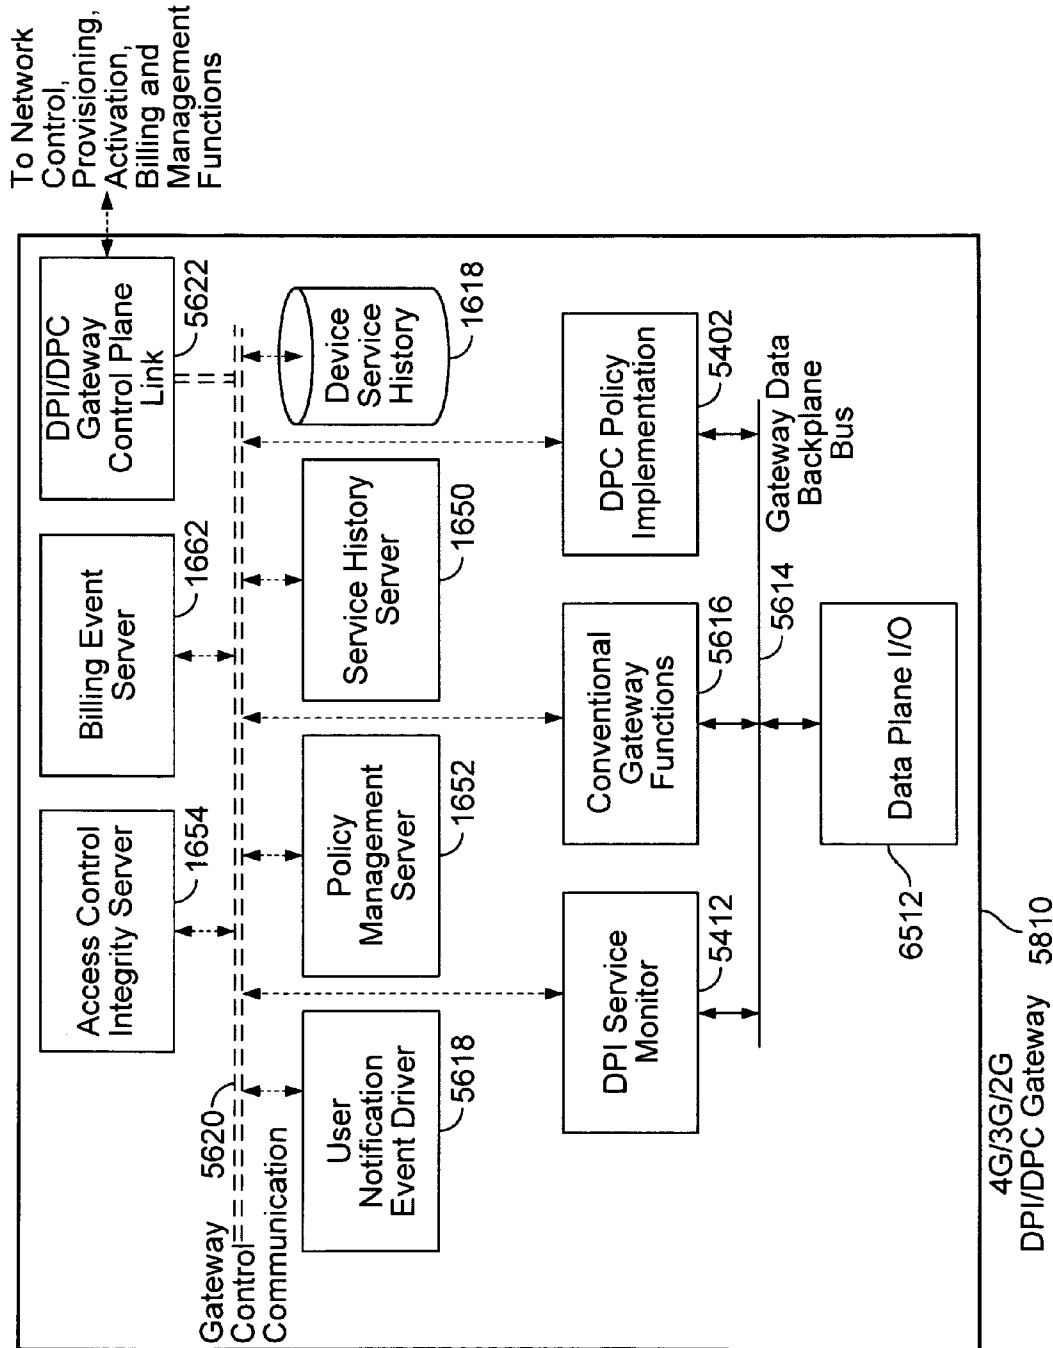 To Network
Control,
Provisioning,
Activation,
Billing and
Management
Functions
Access Control
Integrity Server
1654
Billing Event
Server
1662
DPI/DPC
Gateway
Control Plane
Link
5622
Gateway
Control
Communication
5620
User
Notification
Event Driver
5618
Policy
Management
Server
1652
Service History
Server
1650
Device
Service
History
1618
DPI Service
Monitor
5412
Conventional
Gateway
Functions
5616
DPC Policy
Implementation
5402
5614
Gateway Data
Backplane
Bus
Data Plane I/O
6512
4G/3G/2G
DPI/DPC Gateway
5810